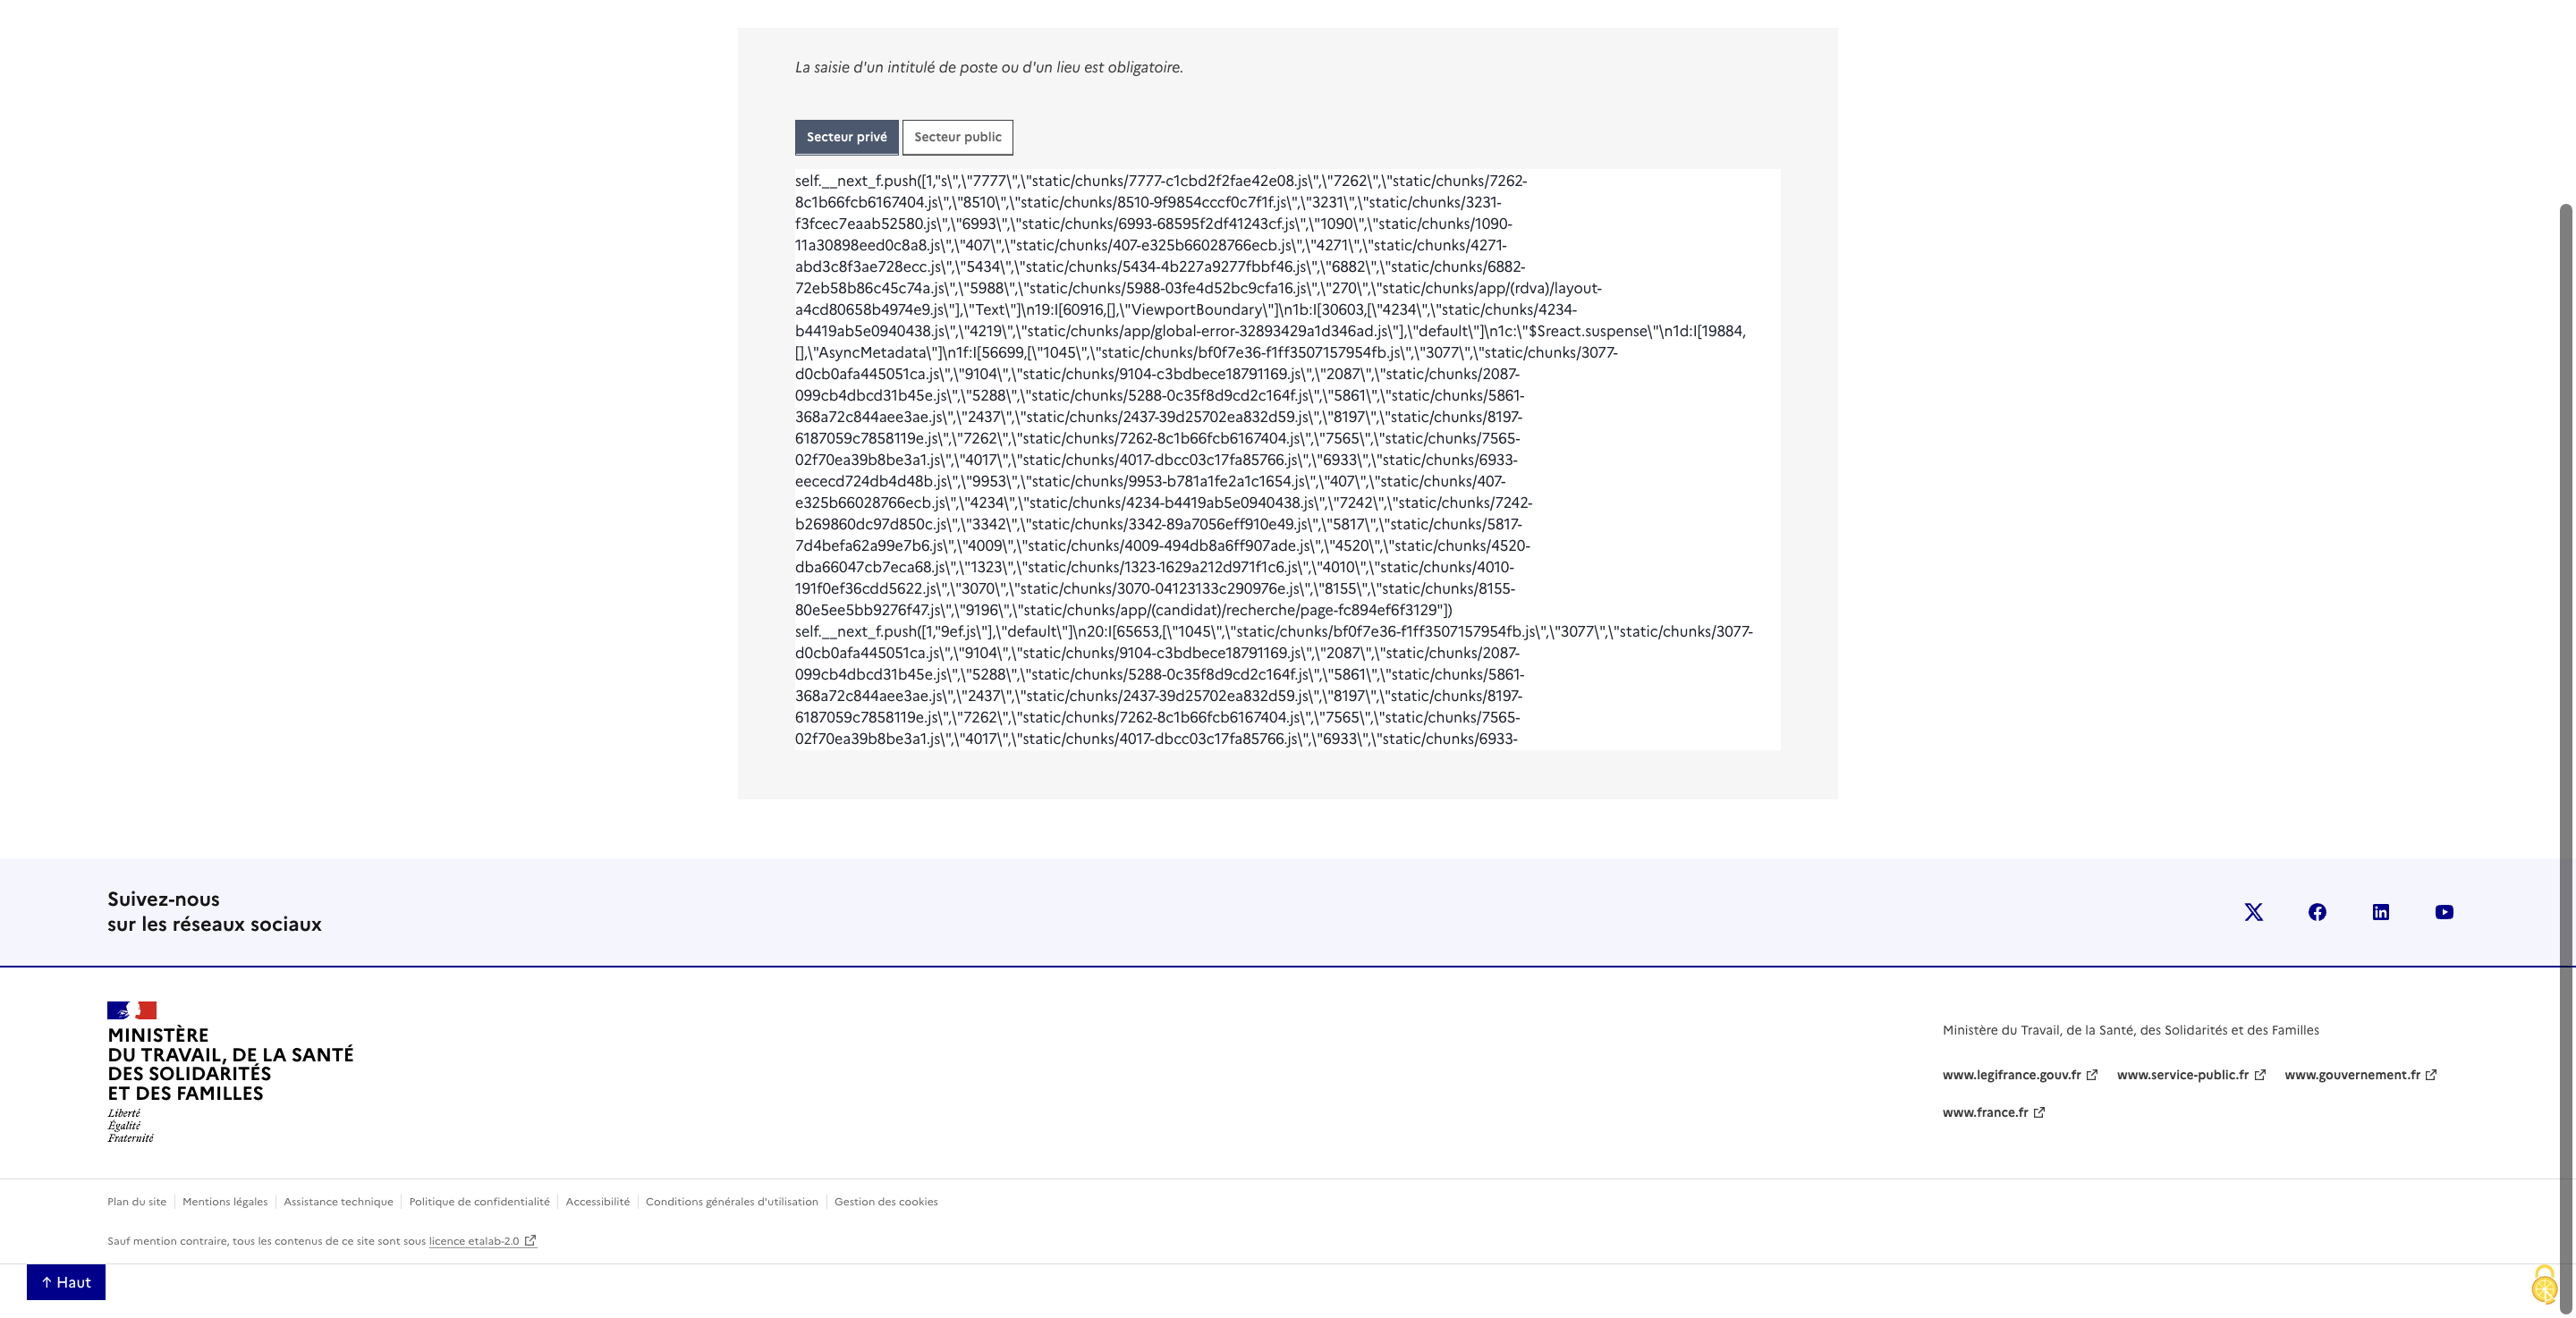 La saisie d'un intitulé de poste ou d'un lieu est obligatoire.
Secteur privé Secteur public
self.__next_f.push([1,"s\",\"7777\",\"static/chunks/7777-c1cbd2f2fae42e08.js\",\"7262\",\"static/chunks/7262-
8c1b66fcb6167404.js\",\"8510\",\"static/chunks/8510-9f9854cccf0c7f1f.js\",\"3231\",\"static/chunks/3231-
f3fcec7eaab52580.js\",\"6993\",\"static/chunks/6993-68595f2df41243cf.js\",\"1090\",\"static/chunks/1090-
11a30898eed0c8a8.js\",\"407\",\"static/chunks/407-e325b66028766ecb.js\",\"4271\",\"static/chunks/4271-
abd3c8f3ae728ecc.js\",\"5434\",\"static/chunks/5434-4b227a9277fbbf46.js\",\"6882\",\"static/chunks/6882-
72eb58b86c45c74a.js\",\"5988\",\"static/chunks/5988-03fe4d52bc9cfa16.js\",\"270\",\"static/chunks/app/(rdva)/layout-
a4cd80658b4974e9.js\"],\"Text\"]\n19:I[60916,[],\"ViewportBoundary\"]\n1b:I[30603,[\"4234\",\"static/chunks/4234-
b4419ab5e0940438.js\",\"4219\",\"static/chunks/app/global-error-32893429a1d346ad.js\"],\"default\"]\n1c:\"$Sreact.suspense\"\n1d:I[19884,
[],\"AsyncMetadata\"]\n1f:I[56699,[\"1045\",\"static/chunks/bf0f7e36-f1ff3507157954fb.js\",\"3077\",\"static/chunks/3077-
d0cb0afa445051ca.js\",\"9104\",\"static/chunks/9104-c3bdbece18791169.js\",\"2087\",\"static/chunks/2087-
099cb4dbcd31b45e.js\",\"5288\",\"static/chunks/5288-0c35f8d9cd2c164f.js\",\"5861\",\"static/chunks/5861-
368a72c844aee3ae.js\",\"2437\",\"static/chunks/2437-39d25702ea832d59.js\",\"8197\",\"static/chunks/8197-
6187059c7858119e.js\",\"7262\",\"static/chunks/7262-8c1b66fcb6167404.js\",\"7565\",\"static/chunks/7565-
02f70ea39b8be3a1.js\",\"4017\",\"static/chunks/4017-dbcc03c17fa85766.js\",\"6933\",\"static/chunks/6933-
eececd724db4d48b.js\",\"9953\",\"static/chunks/9953-b781a1fe2a1c1654.js\",\"407\",\"static/chunks/407-
e325b66028766ecb.js\",\"4234\",\"static/chunks/4234-b4419ab5e0940438.js\",\"7242\",\"static/chunks/7242-
b269860dc97d850c.js\",\"3342\",\"static/chunks/3342-89a7056eff910e49.js\",\"5817\",\"static/chunks/5817-
7d4befa62a99e7b6.js\",\"4009\",\"static/chunks/4009-494db8a6ff907ade.js\",\"4520\",\"static/chunks/4520-
dba66047cb7eca68.js\",\"1323\",\"static/chunks/1323-1629a212d971f1c6.js\",\"4010\",\"static/chunks/4010-
191f0ef36cdd5622.js\",\"3070\",\"static/chunks/3070-04123133c290976e.js\",\"8155\",\"static/chunks/8155-
80e5ee5bb9276f47.js\",\"9196\",\"static/chunks/app/(candidat)/recherche/page-fc894ef6f3129"])
self.__next_f.push([1,"9ef.js\"],\"default\"]\n20:I[65653,[\"1045\",\"static/chunks/bf0f7e36-f1ff3507157954fb.js\",\"3077\",\"static/chunks/3077-
d0cb0afa445051ca.js\",\"9104\",\"static/chunks/9104-c3bdbece18791169.js\",\"2087\",\"static/chunks/2087-
099cb4dbcd31b45e.js\",\"5288\",\"static/chunks/5288-0c35f8d9cd2c164f.js\",\"5861\",\"static/chunks/5861-
368a72c844aee3ae.js\",\"2437\",\"static/chunks/2437-39d25702ea832d59.js\",\"8197\",\"static/chunks/8197-
6187059c7858119e.js\",\"7262\",\"static/chunks/7262-8c1b66fcb6167404.js\",\"7565\",\"static/chunks/7565-
02f70ea39b8be3a1.js\",\"4017\",\"static/chunks/4017-dbcc03c17fa85766.js\",\"6933\",\"static/chunks/6933-
Suivez-nous
sur les réseaux sociaux
MINISTÈRE
DU TRAVAIL, DE LA SANTÉ
DES SOLIDARITÉS
ET DES FAMILLES
Liberté
Égalité
Fraternité
Ministère du Travail, de la Santé, des Solidarités et des Familles
www.legifrance.gouv.fr www.service-public.fr www.gouvernement.fr
www.france.fr
Plan du site Mentions légales Assistance technique Politique de confidentialité Accessibilité Conditions générales d'utilisation Gestion des cookies
Sauf mention contraire, tous les contenus de ce site sont sous licence etalab-2.0
↑ Haut